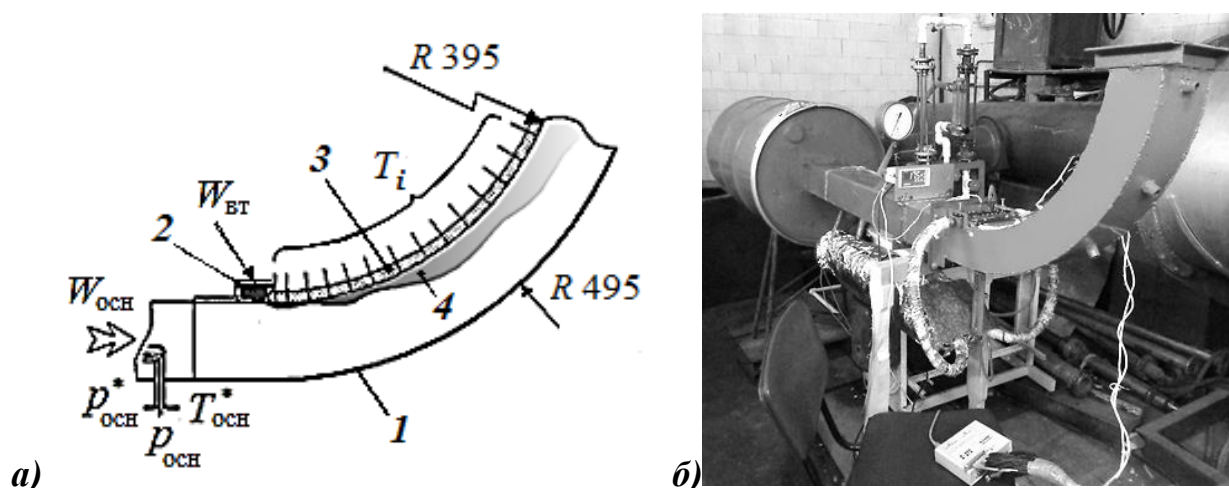 R 395
3
T_i
W_вт
2
W_осн
4
R 495
p*_осн
T*_осн
p_осн
1
а)
б)